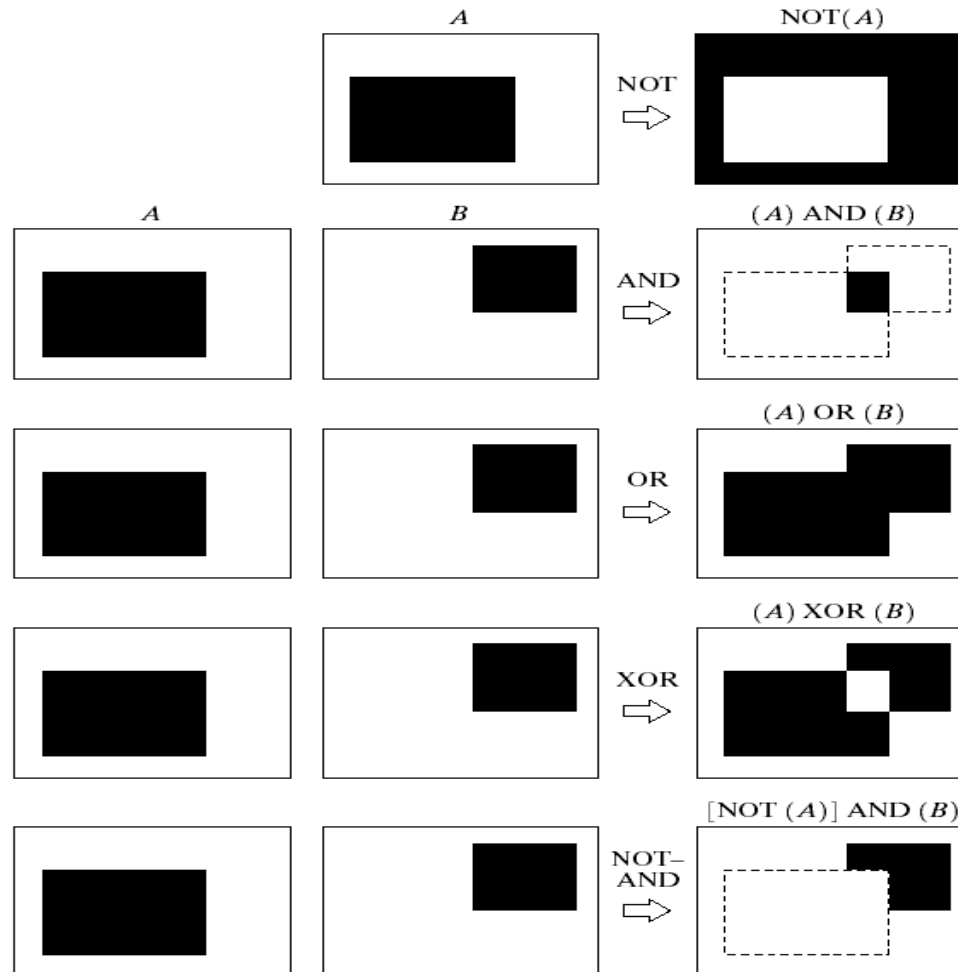 A NOT(A)
NOT
A B (A) AND (B)
AND
(A) OR (B)
OR
(A) XOR (B)
XOR
[NOT (A)] AND (B)
NOT–
AND